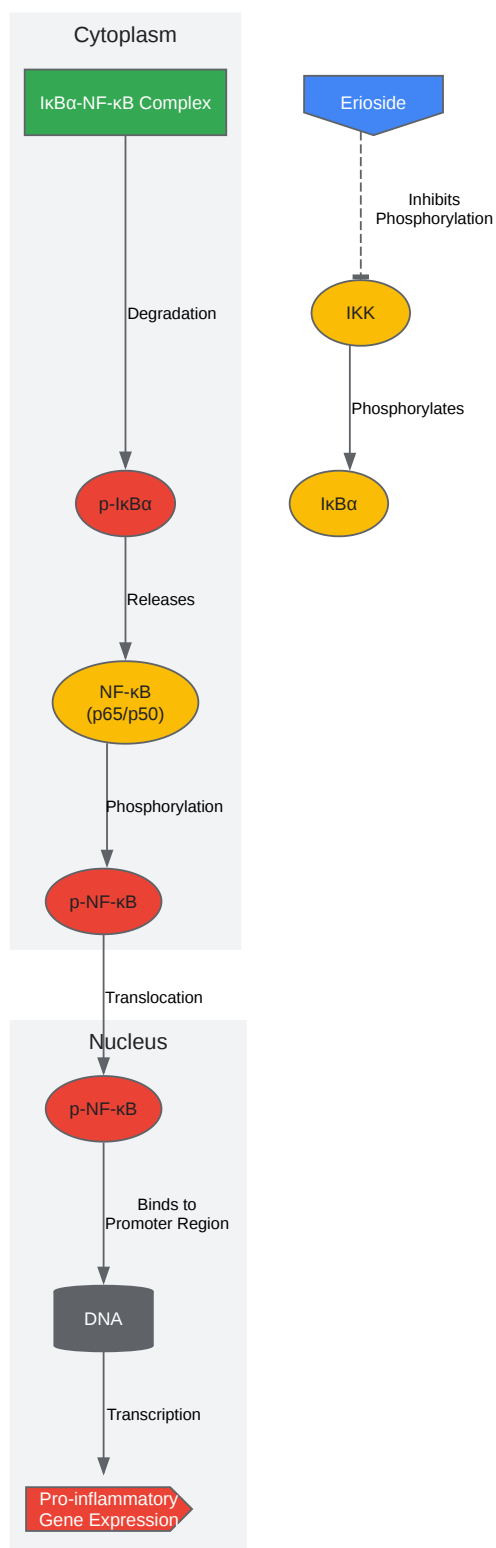 Cytoplasm
IκBα-NF-κB Complex
Erioside
Inhibits
Phosphorylation
Degradation
IKK
Phosphorylates
p-IκBα
IκBα
Releases
NF-κB
(p65/p50)
Phosphorylation
p-NF-κB
Translocation
Nucleus
p-NF-κB
Binds to
Promoter Region
DNA
Transcription
Pro-inflammatory
Gene Expression